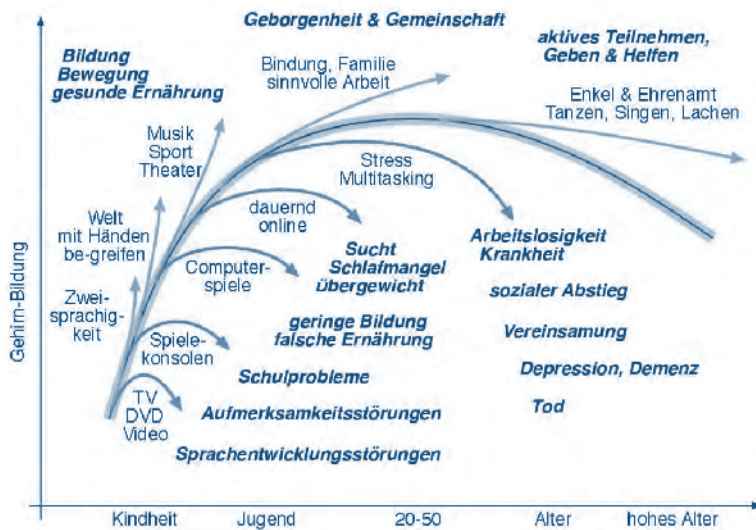 Geborgenheit & Gemeinschaft
aktives Teilnehmen,
Geben & Helfen
Bildung
Bewegung
gesunde Ernährung
Bindung, Familie
sinnvolle Arbeit
Enkel & Ehrenamt
Tanzen, Singen, Lachen
Musik
Sport
Theater
Stress
Multitasking
Welt
mit Händen
be-greifen
dauernd
online
Arbeitslosigkeit
Krankheit
Sucht
Schlafmangel
übergewicht
Computer-
spiele
Zwei-
sprachig-
keit
sozialer Abstieg
geringe Bildung
falsche Ernährung
Vereinsamung
Spiele-
konsolen
Schulprobleme
Depression, Demenz
TV
DVD
Video
Aufmerksamkeitsstörungen
Tod
Sprachentwicklungsstörungen
Gehirn-Bildung
Kindheit
Jugend
20-50
Alter
hohes Alter